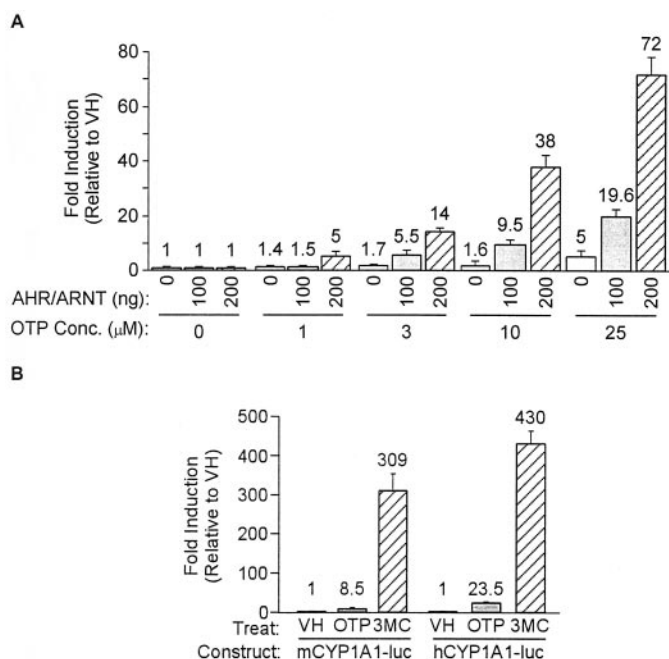 A
Fold Induction
(Relative to VH)
80
60
40
20
0
1 1 1 1.4 1.5 5 1.7 5.5 14 1.6 9.5 38 5 19.6 72
AHR/ARNT (ng): 0 100 200 0 100 200 0 100 200 0 100 200 0 100 200
OTP Conc. (μM): 0 1 3 10 25
B
Fold Induction
(Relative to VH)
500
400
300
200
100
0
1 8.5 309 1 23.5 430
Treat: VH OTP 3MC VH OTP 3MC
Construct: mCYP1A1-luc hCYP1A1-luc